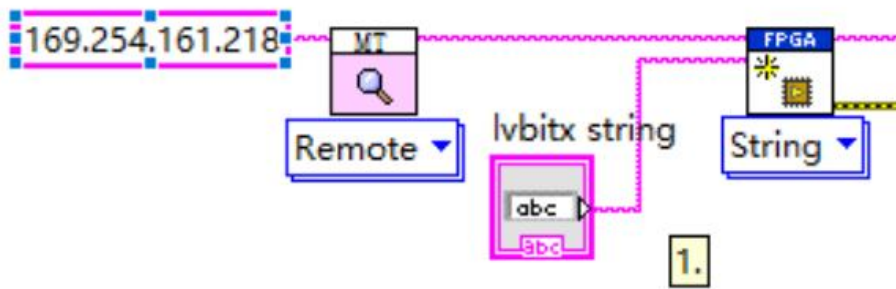 169.254.161.218
MT
FPGA
Remote
lvbitx string
String
abc
abc
1.